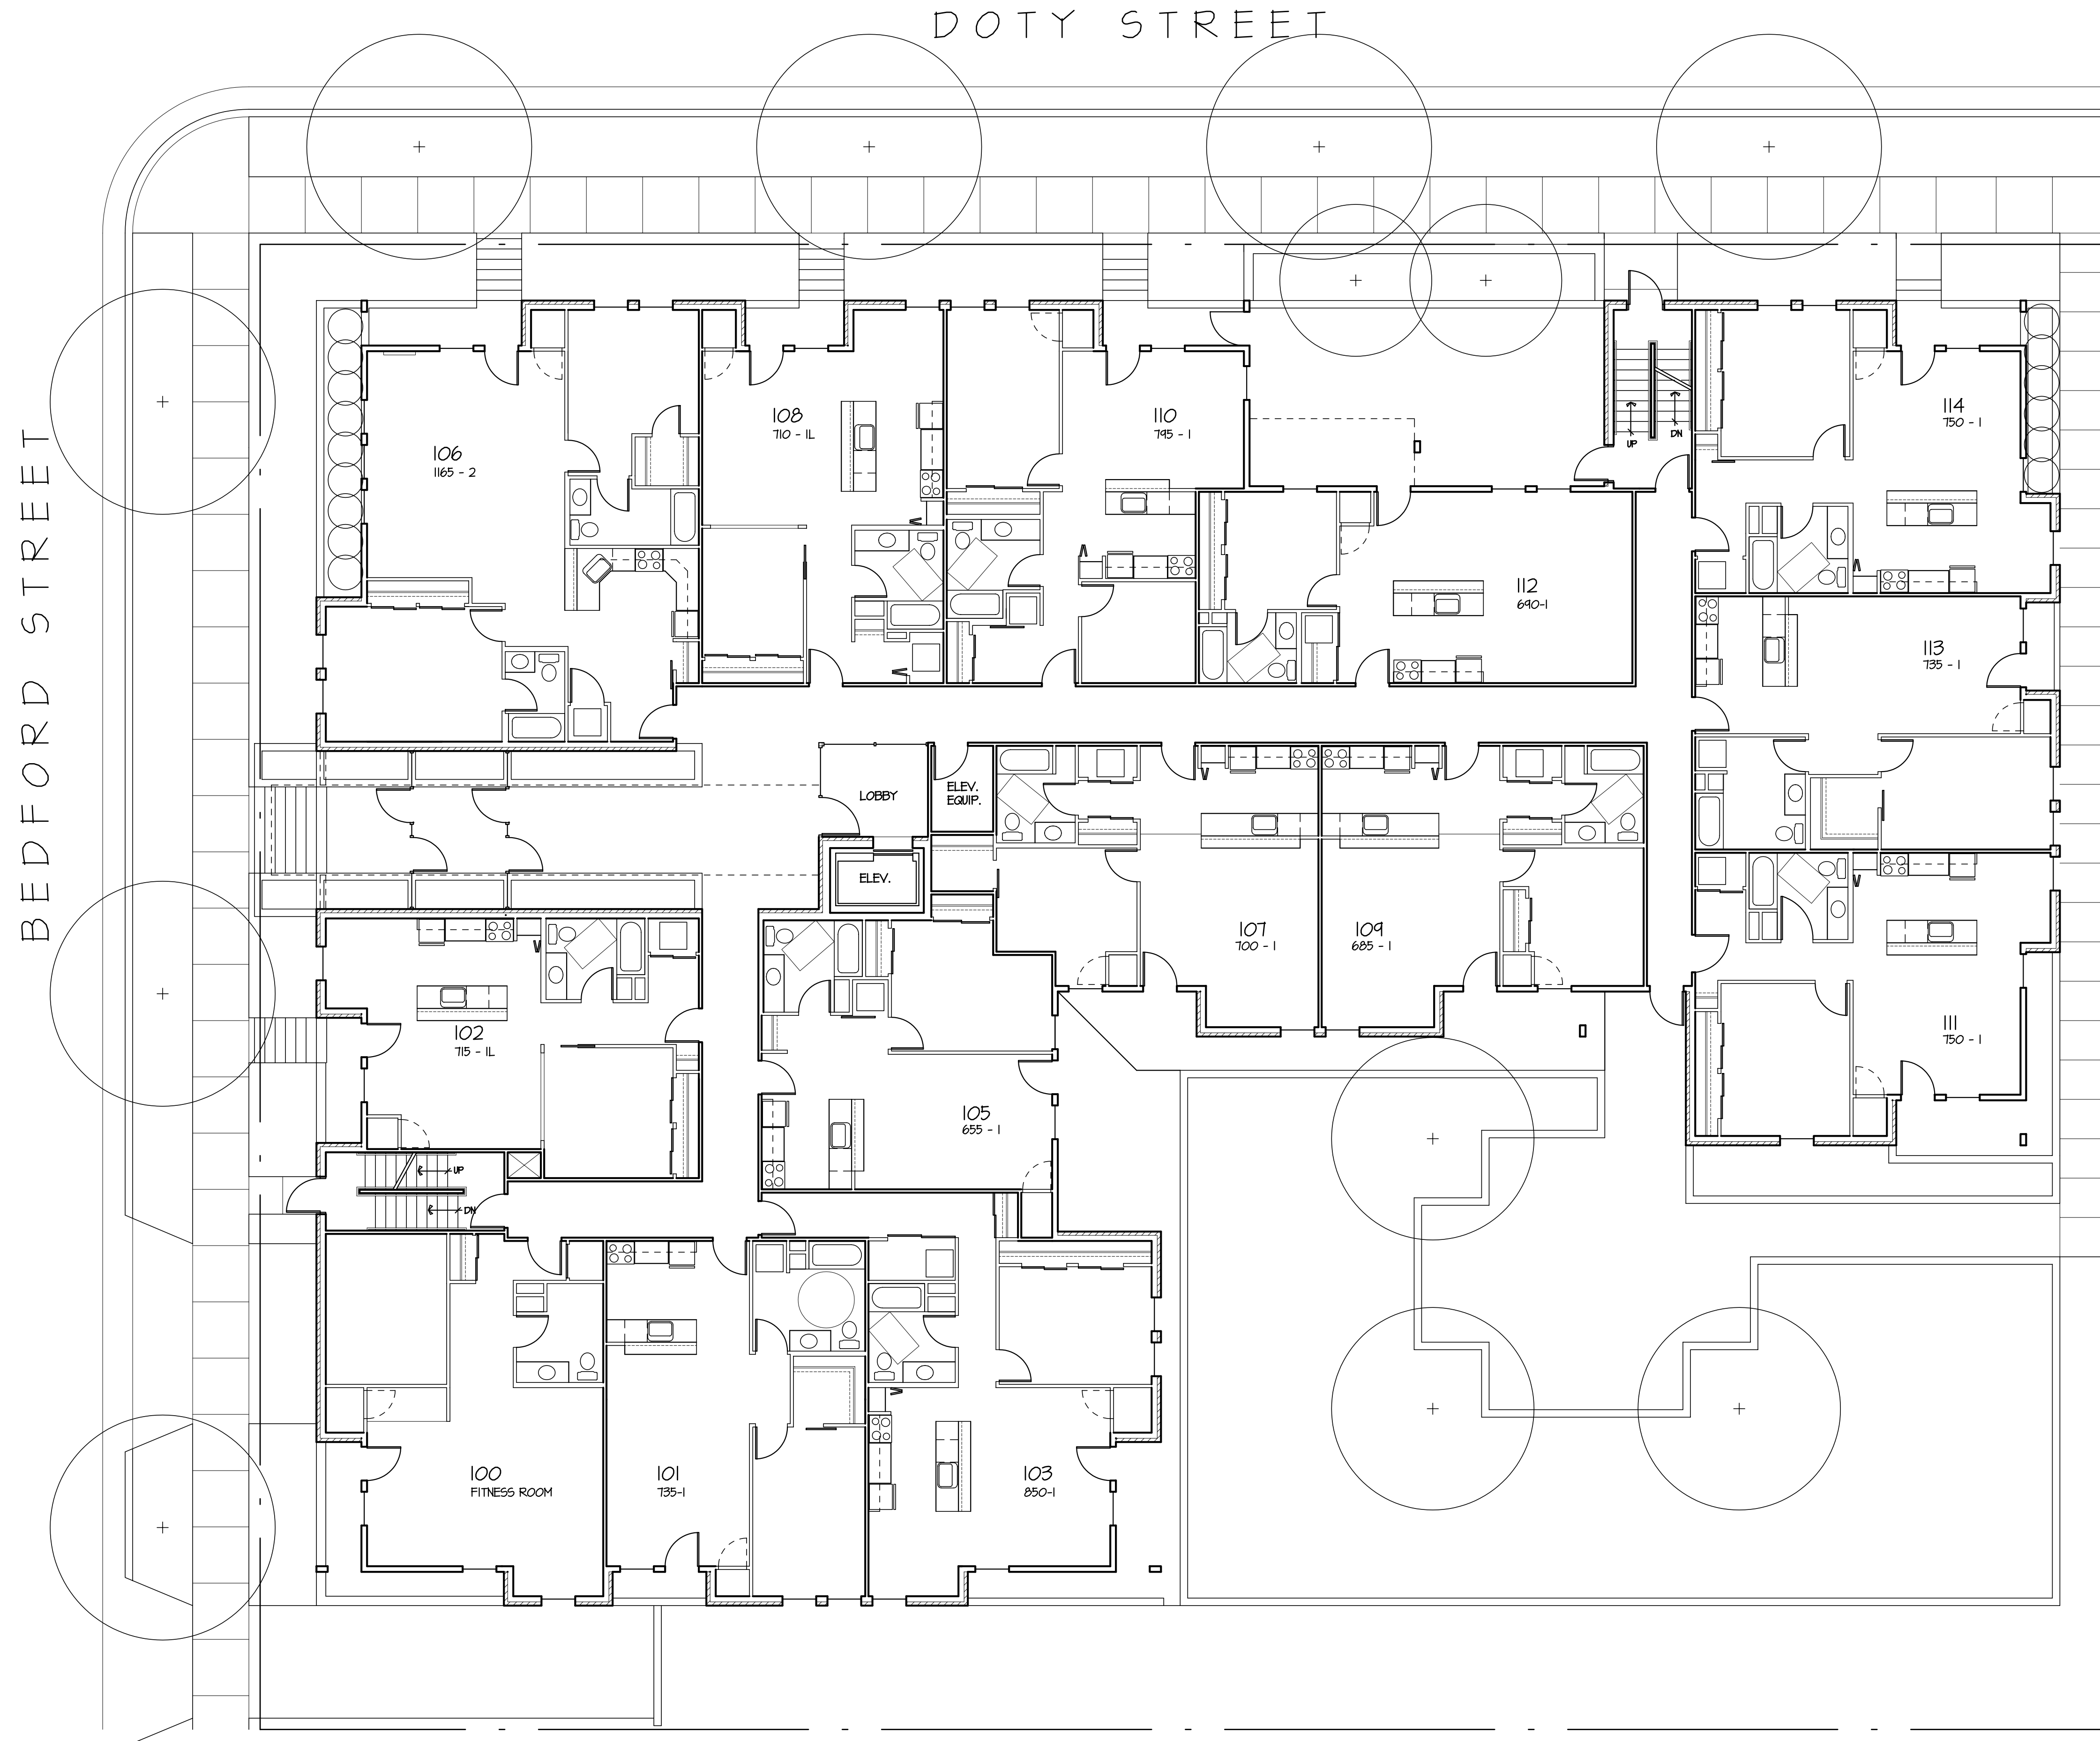 DOTY STREET
BEDFORD STREET
106
1165 - 2
108
710 - 1L
110
795 - 1
UP
DN
114
750 - 1
112
690-1
113
735 - 1
LOBBY
ELEV.
EQUIP.
ELEV.
107
700 - 1
109
685 - 1
102
715 - 1L
111
750 - 1
105
655 - 1
UP
DN
100
FITNESS ROOM
101
735-1
103
850-1